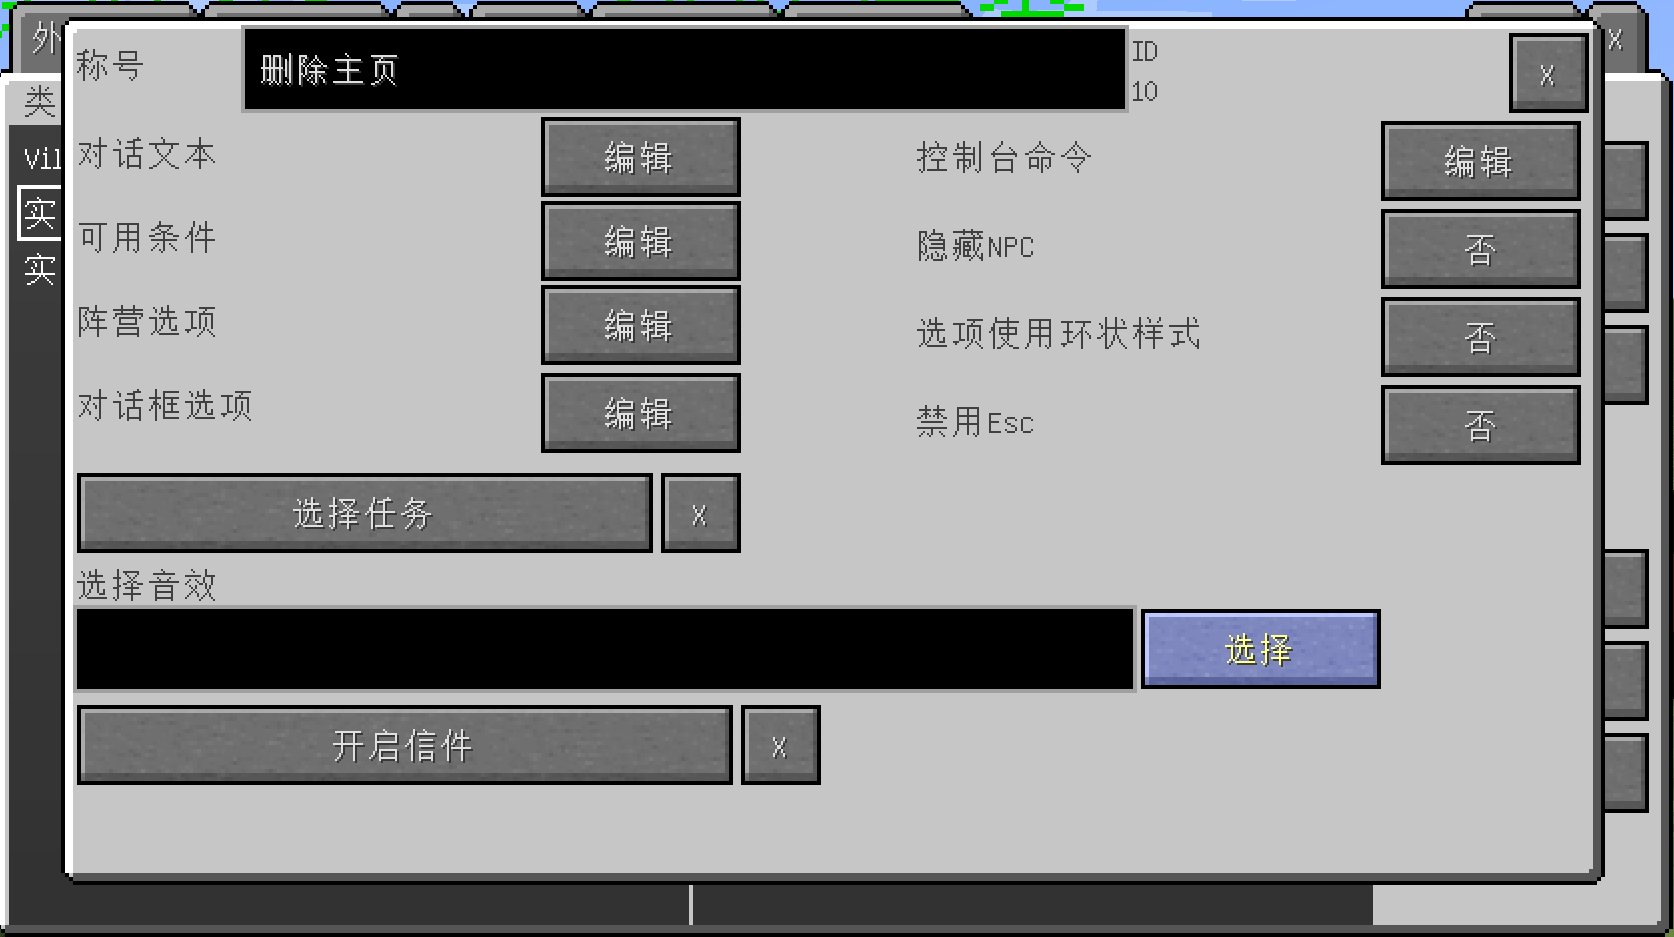 外
X
类
Vil
实
实
称号
删除主页
ID
10
X
对话文本
编辑
控制台命令
编辑
可用条件
编辑
隐藏NPC
否
阵营选项
编辑
选项使用环状样式
否
对话框选项
编辑
禁用Esc
否
选择任务
X
选择音效
选择
开启信件
X